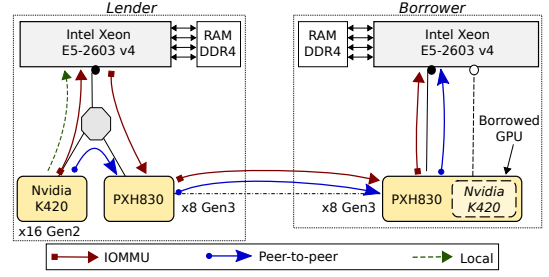 Lender
Borrower
Intel Xeon
E5-2603 v4
RAM
DDR4
RAM
DDR4
Intel Xeon
E5-2603 v4
Borrowed
GPU
Nvidia
K420
PXH830
x8 Gen3
x8 Gen3
PXH830
Nvidia
K420
x16 Gen2
IOMMU
Peer-to-peer
Local